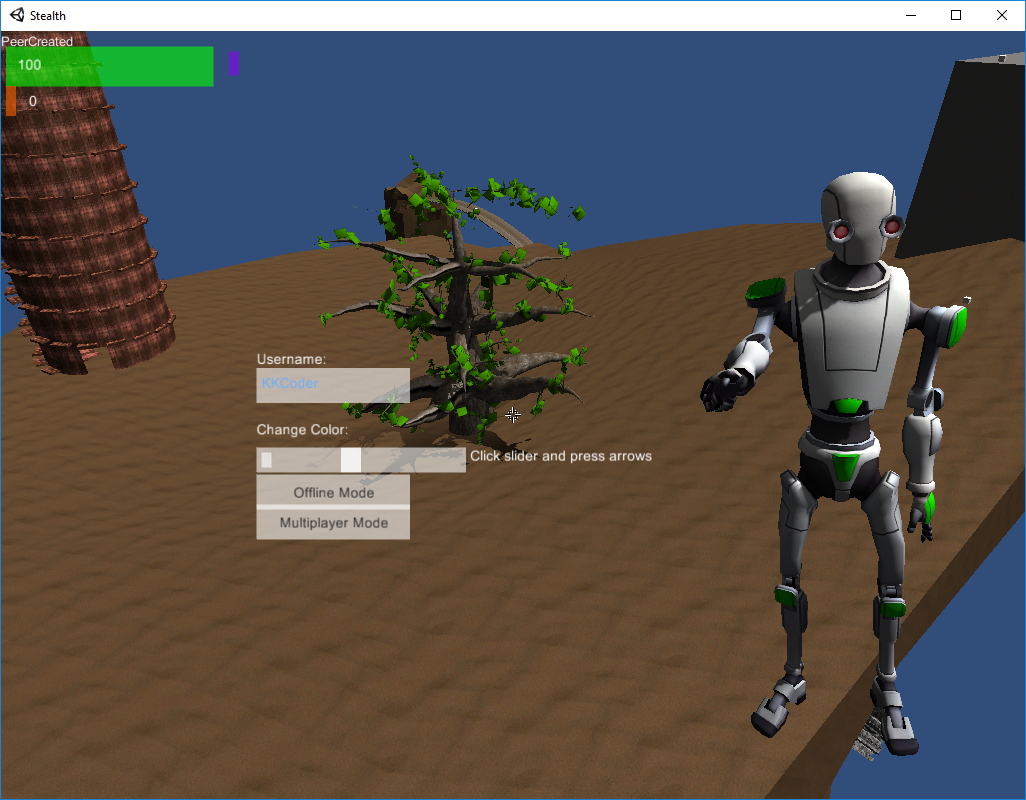 Stealth
PeerCreated
100
0
Username:
KKCoder
Change Color:
Click slider and press arrows
Offline Mode
Multiplayer Mode